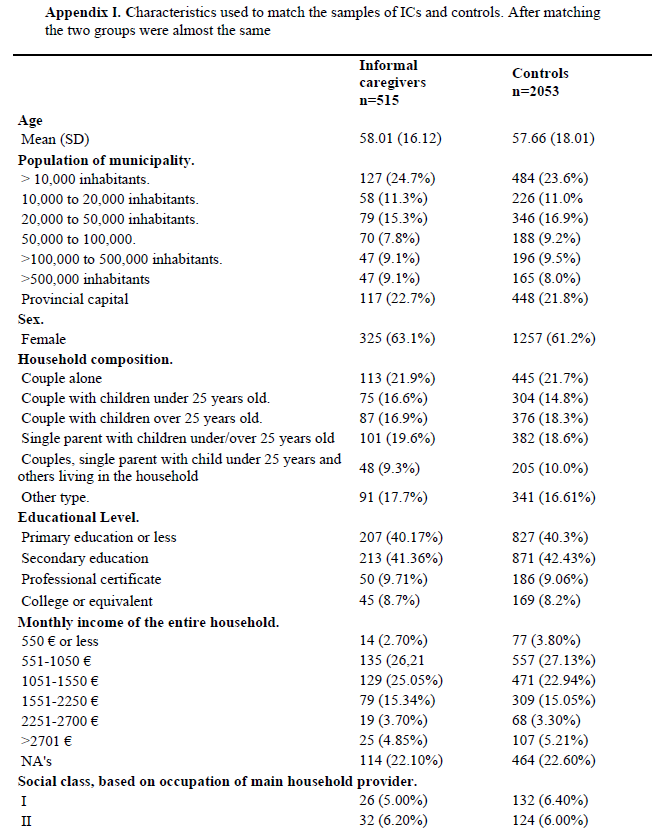 Appendix I. Characteristics used to match the samples of ICs and controls. After matching
the two groups were almost the same
Informal
caregivers
n=515
Controls
n=2053
Age
Mean (SD) 58.01 (16.12) 57.66 (18.01)
Population of municipality.
> 10,000 inhabitants. 127 (24.7%) 484 (23.6%)
10,000 to 20,000 inhabitants. 58 (11.3%) 226 (11.0%
20,000 to 50,000 inhabitants. 79 (15.3%) 346 (16.9%)
50,000 to 100,000. 70 (7.8%) 188 (9.2%)
>100,000 to 500,000 inhabitants. 47 (9.1%) 196 (9.5%)
>500,000 inhabitants 47 (9.1%) 165 (8.0%)
Provincial capital 117 (22.7%) 448 (21.8%)
Sex.
Female 325 (63.1%) 1257 (61.2%)
Household composition.
Couple alone 113 (21.9%) 445 (21.7%)
Couple with children under 25 years old. 75 (16.6%) 304 (14.8%)
Couple with children over 25 years old. 87 (16.9%) 376 (18.3%)
Single parent with children under/over 25 years old 101 (19.6%) 382 (18.6%)
Couples, single parent with child under 25 years and
others living in the household 48 (9.3%) 205 (10.0%)
Other type. 91 (17.7%) 341 (16.61%)
Educational Level.
Primary education or less 207 (40.17%) 827 (40.3%)
Secondary education 213 (41.36%) 871 (42.43%)
Professional certificate 50 (9.71%) 186 (9.06%)
College or equivalent 45 (8.7%) 169 (8.2%)
Monthly income of the entire household.
550 € or less 14 (2.70%) 77 (3.80%)
551-1050 € 135 (26,21 557 (27.13%)
1051-1550 € 129 (25.05%) 471 (22.94%)
1551-2250 € 79 (15.34%) 309 (15.05%)
2251-2700 € 19 (3.70%) 68 (3.30%)
>2701 € 25 (4.85%) 107 (5.21%)
NA's 114 (22.10%) 464 (22.60%)
Social class, based on occupation of main household provider.
I 26 (5.00%) 132 (6.40%)
II 32 (6.20%) 124 (6.00%)